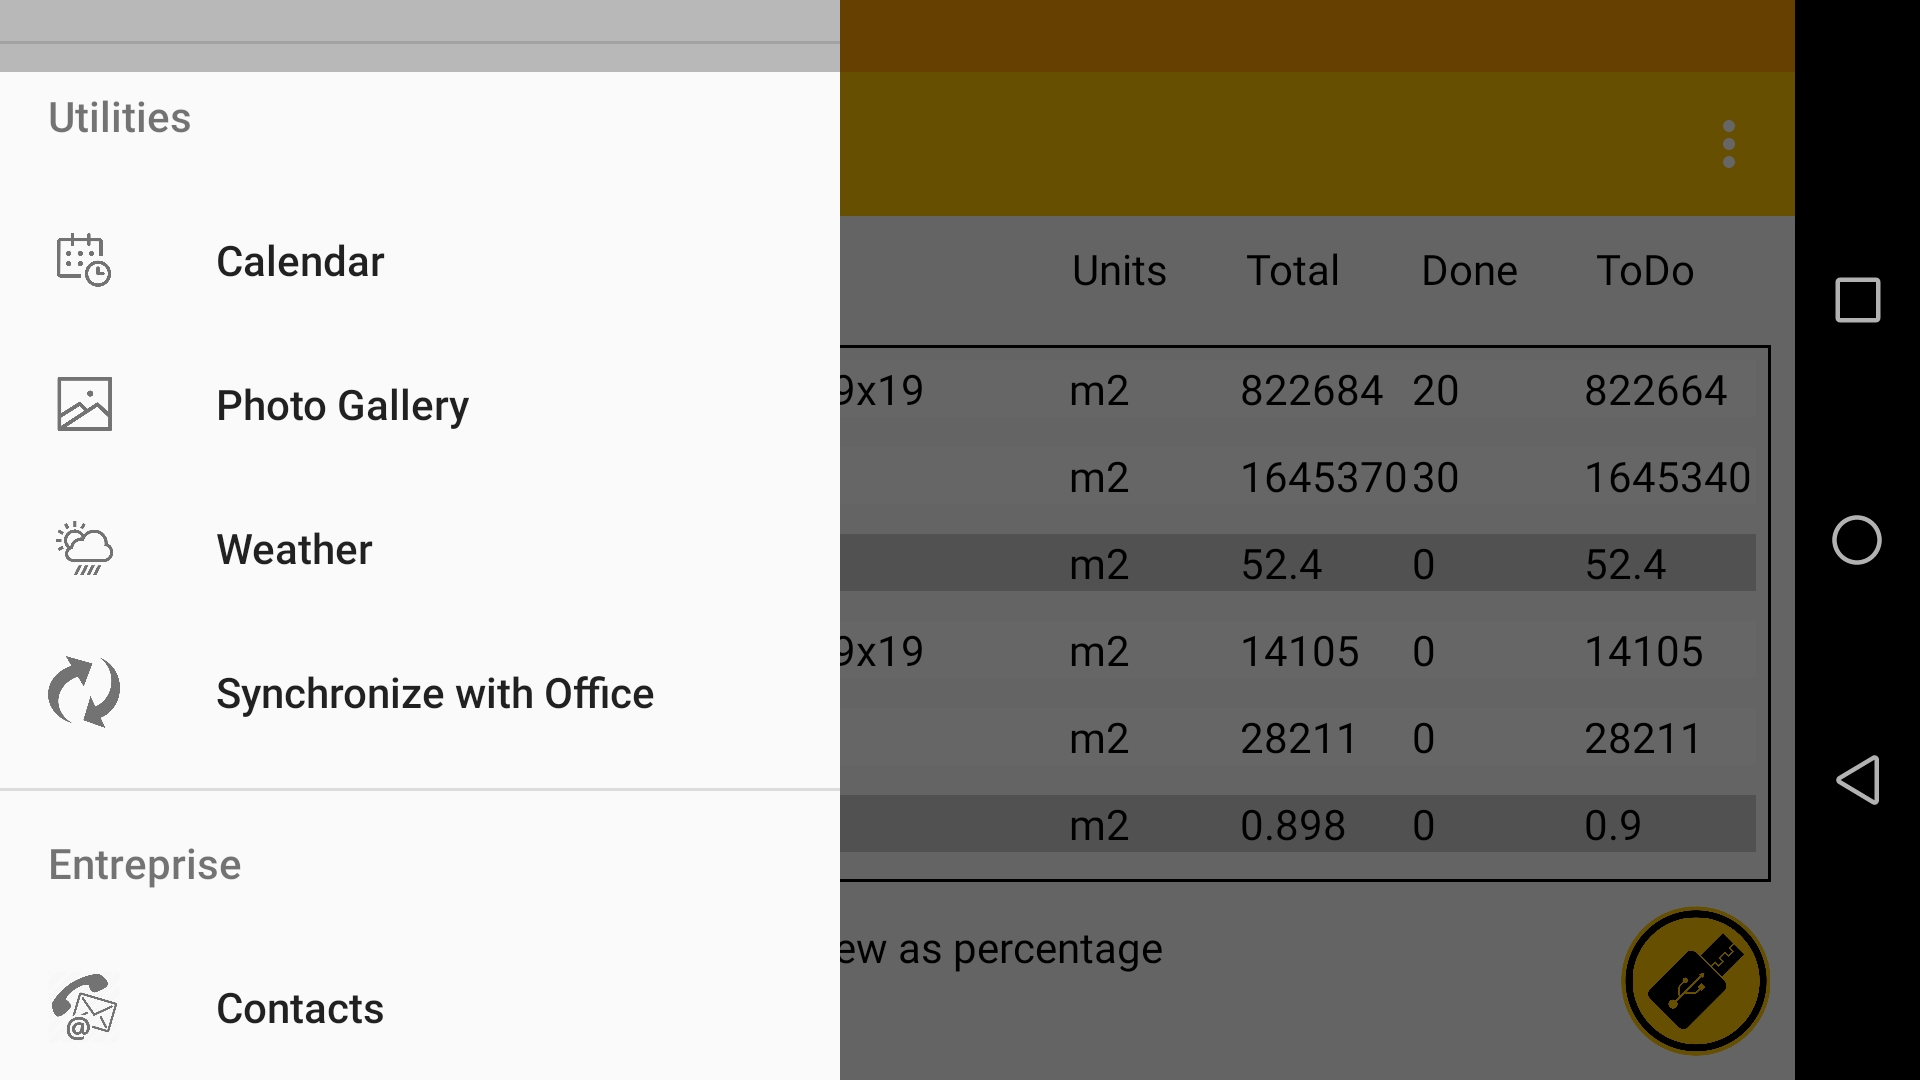 Utilities
Calendar
Photo Gallery
Weather
Synchronize with Office
Entreprise
Contacts
Units Total Done ToDo
9x19 m2 822684 20 822664
m2 1645370 30 1645340
m2 52.4 0 52.4
9x19 m2 14105 0 14105
m2 28211 0 28211
m2 0.898 0 0.9
ew as percentage